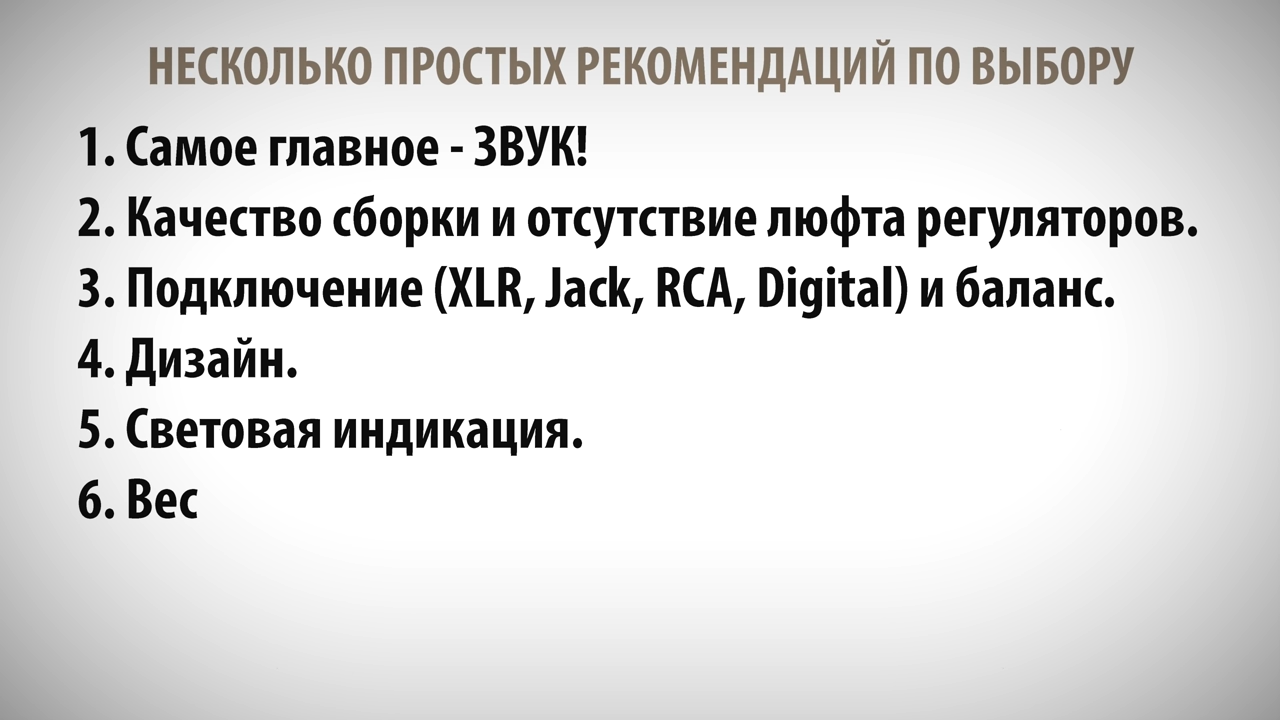 НЕСКОЛЬКО ПРОСТЫХ РЕКОМЕНДАЦИЙ ПО ВЫБОРУ
1. Самое главное - ЗВУК!
2. Качество сборки и отсутствие люфта регуляторов.
3. Подключение (XLR, Jack, RCA, Digital) и баланс.
4. Дизайн.
5. Световая индикация.
6. Вес